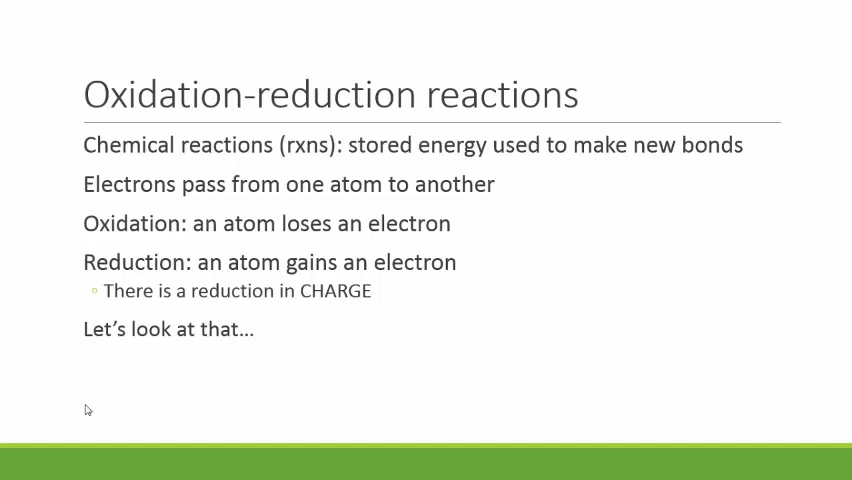 Oxidation-reduction reactions
Chemical reactions (rxns): stored energy used to make new bonds
Electrons pass from one atom to another
Oxidation: an atom loses an electron
Reduction: an atom gains an electron
◦ There is a reduction in CHARGE
Let’s look at that…